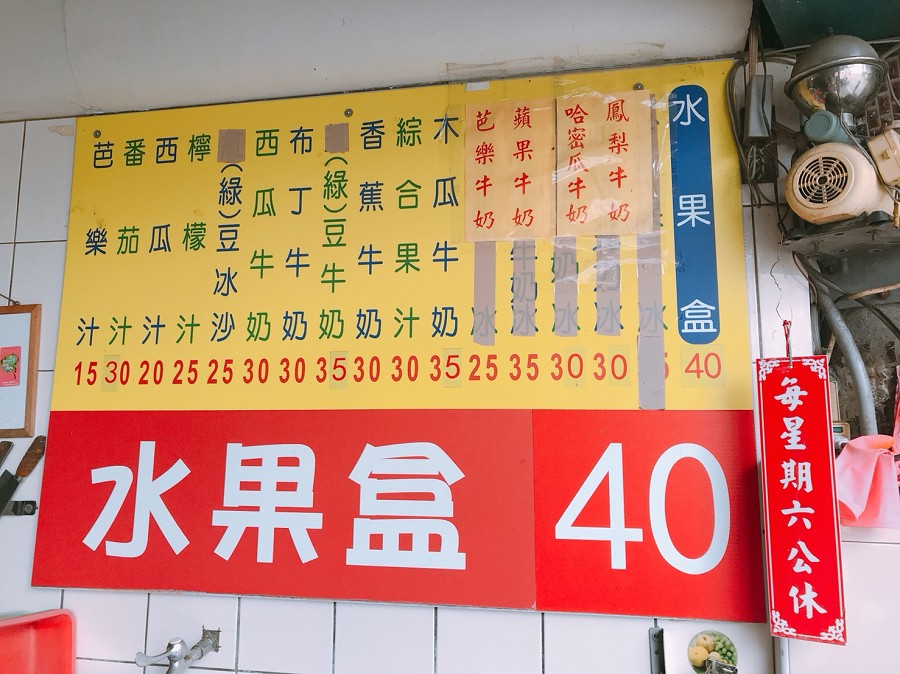 水果盒 40
鳳梨牛奶 冰 30
哈密瓜牛奶 奶冰 30
蘋果牛奶 牛奶冰 35
芭樂牛奶 冰 25
冰 5
木瓜牛奶 35
綜合果汁 30
香蕉牛奶 30
(綠)豆牛奶 35
布丁牛奶 30
西瓜牛奶 30
(綠)豆冰沙 25
檸檬汁 25
西瓜汁 20
番茄汁 30
芭樂汁 15
水果盒 40
每星期六公休